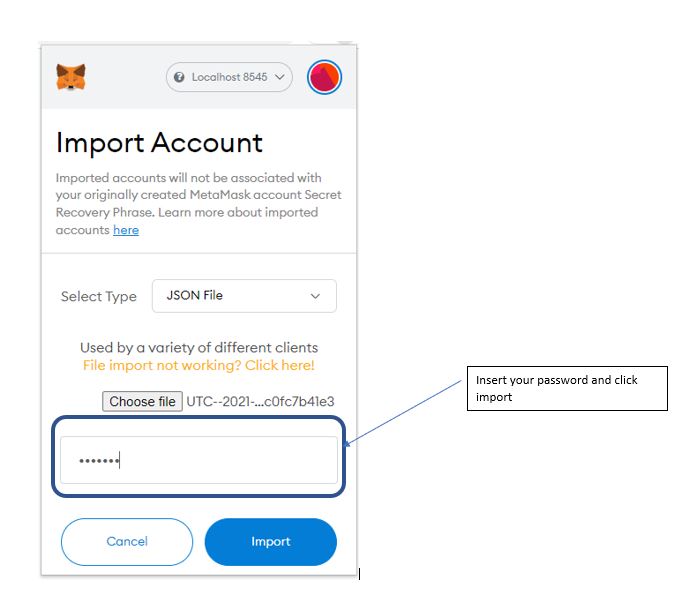 Localhost 8545
Import Account
Imported accounts will not be associated with
your originally created MetaMask account Secret
Recovery Phrase. Learn more about imported
accounts here
Select Type
JSON File
Used by a variety of different clients
File import not working? Click here!
Choose file UTC--2021-...c0fc7b41e3
•••••••
Cancel
Import
Insert your password and click
import